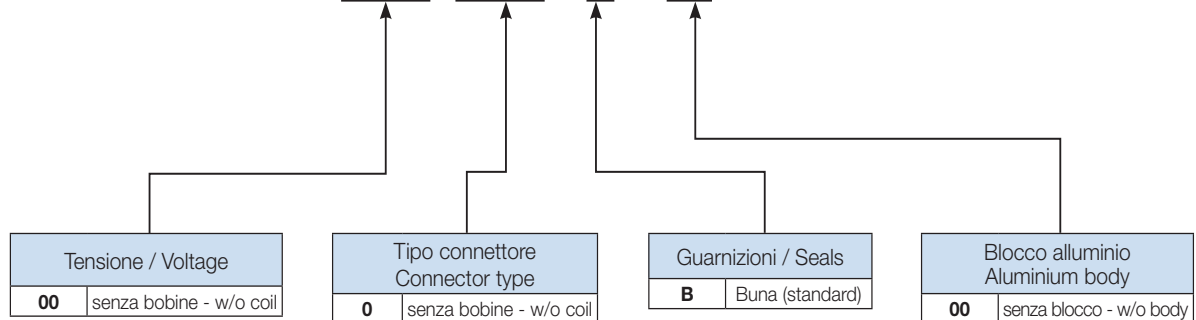 Tensione / Voltage
00 senza bobine - w/o coil
Tipo connettore
Connector type
0 senza bobine - w/o coil
Guarnizioni / Seals
B Buna (standard)
Blocco alluminio
Aluminium body
00 senza blocco - w/o body